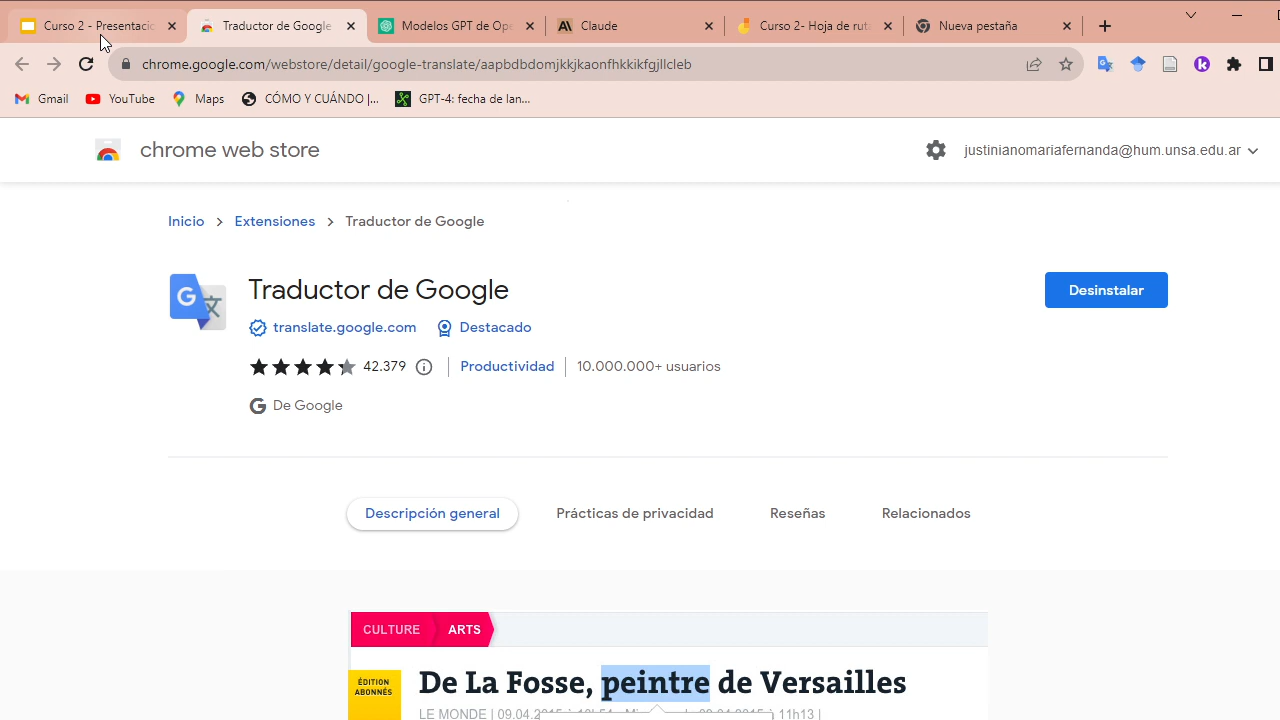 Curso 2 - Presentacio
Traductor de Google
Modelos GPT de Ope
Claude
Curso 2- Hoja de ruta
Nueva pestaña
chrome.google.com/webstore/detail/google-translate/aapbdbdomjkkjkaonfhkkikfgjllcleb
Gmail
YouTube
Maps
CÓMO Y CUÁNDO |...
GPT-4: fecha de lan...
chrome web store
justinianomariafernanda@hum.unsa.edu.ar
Inicio > Extensiones > Traductor de Google
Traductor de Google
Desinstalar
translate.google.com
Destacado
42.379
Productividad
10.000.000+ usuarios
De Google
Descripción general
Prácticas de privacidad
Reseñas
Relacionados
CULTURE
ARTS
ÉDITION
ABONNÉS
De La Fosse, peintre de Versailles
LE MONDE | 09.04.2015
11h13 |